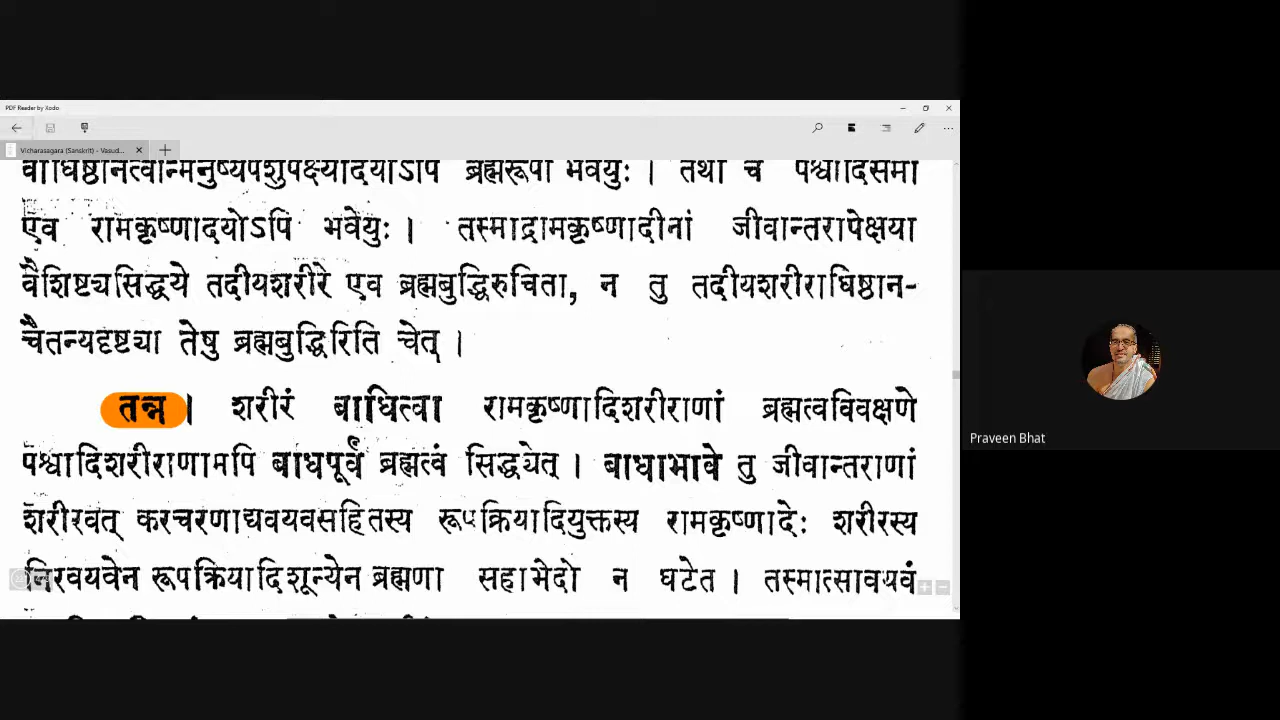 PDF Reader by Xodo
Vicharasagara (Sanskrit) - Vasud...
वाधिष्ठानत्वान्मनुष्यपशुपक्ष्यादयोऽपि ब्रह्मरूपा भवेयुः । तथा च पश्वादिसमा
एव रामकृष्णादयोऽपि भवेयुः । तस्माद्रामकृष्णादीनां जीवान्तरापेक्षया
वैशिष्ट्यसिद्धये तदीयशरीरे एव ब्रह्मबुद्धिरुचिता, न तु तदीयशरीराधिष्ठान-
चैतन्यदृष्ट्या तेषु ब्रह्मबुद्धिरिति चेत् ।
तन्न । शरीरं बाधित्वा रामकृष्णादिशरीराणां ब्रह्मत्वविवक्षणे
पश्वादिशरीराणामपि बाधपूर्वं ब्रह्मत्वं सिद्ध्येत् । बाधाभावे तु जीवान्तराणां
शरीरवत् करचरणाद्यवयवसहितस्य रूपक्रियादियुक्तस्य रामकृष्णादेः शरीरस्य
निरवयवेन रूपक्रियादिशून्येन ब्रह्मणा सहाभेदो न घटेत । तस्मात्सावयवं
Praveen Bhat